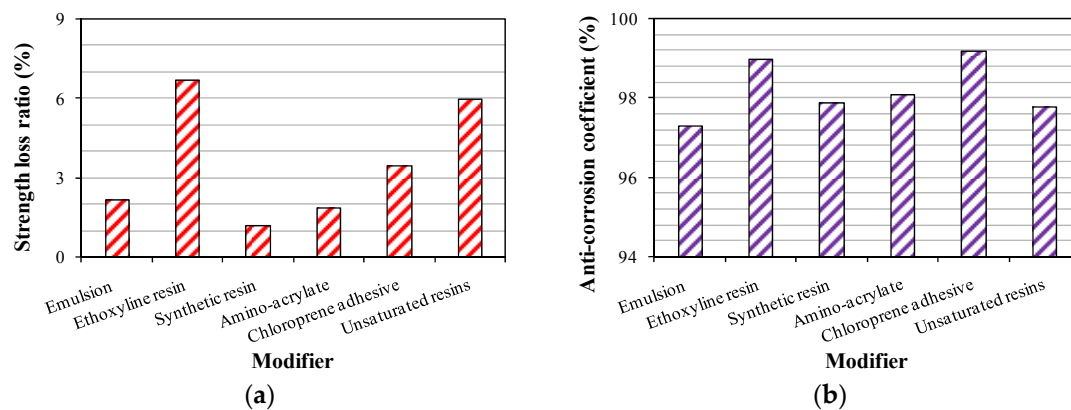 9
6
3
0
Strength loss ratio (%)
Emulsion
Ethoxyline resin
Synthetic resin
Amino-acrylate
Chloroprene adhesive
Unsaturated resins
Modifier
(a)
100
98
96
94
Anti-corrosion coefficient (%)
Emulsion
Ethoxyline resin
Synthetic resin
Amino-acrylate
Chloroprene adhesive
Unsaturated resins
Modifier
(b)